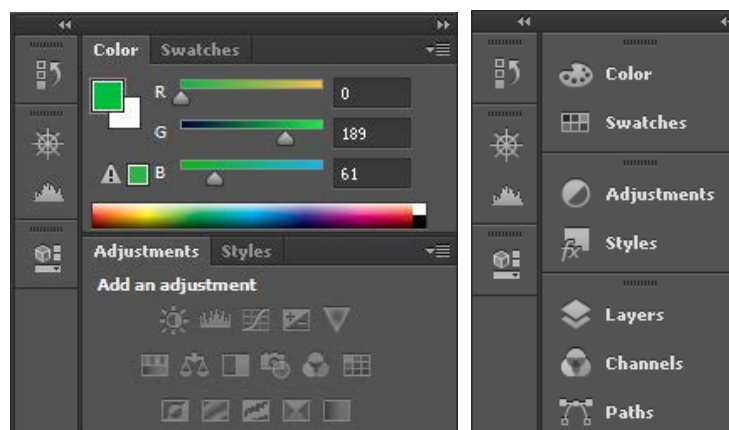 Color Swatches
R 0
G 189
B 61
Adjustments Styles
Add an adjustment
Color
Swatches
Adjustments
Styles
Layers
Channels
Paths